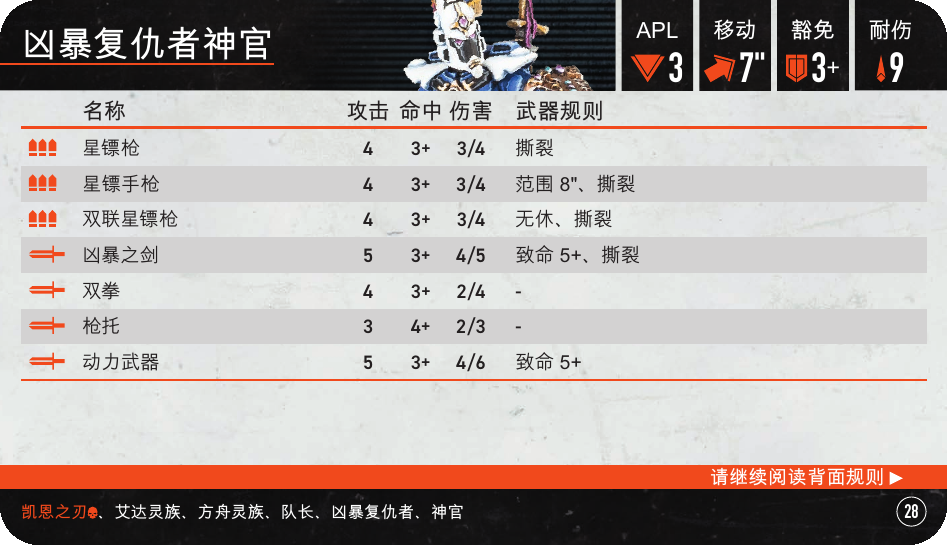 凶暴复仇者神官
APL 移动 豁免 耐伤
3 7" 3+ 9
名称 攻击 命中 伤害 武器规则
星镖枪 4 3+ 3/4 撕裂
星镖手枪 4 3+ 3/4 范围 8"、撕裂
双联星镖枪 4 3+ 3/4 无休、撕裂
凶暴之剑 5 3+ 4/5 致命 5+、撕裂
双拳 4 3+ 2/4 -
枪托 3 4+ 2/3 -
动力武器 5 3+ 4/6 致命 5+
请继续阅读背面规则 ▶
凯恩之刃、艾达灵族、方舟灵族、队长、凶暴复仇者、神官
28